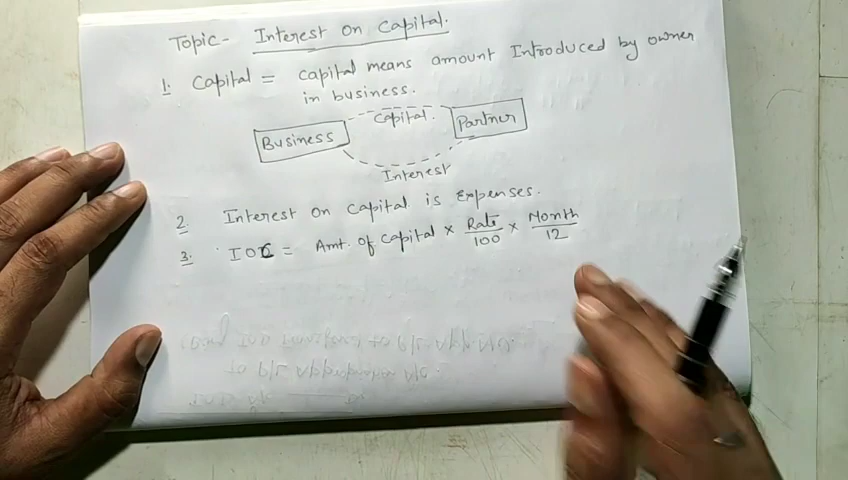 Topic- Interest on Capital.
1. Capital = capital means amount Introduced by owner
in business.
Capital.
Business
Partner
Interest
2 Interest on capital is Expenses.
3. IOC = Amt. of Capital × Rate/100 × Month/12